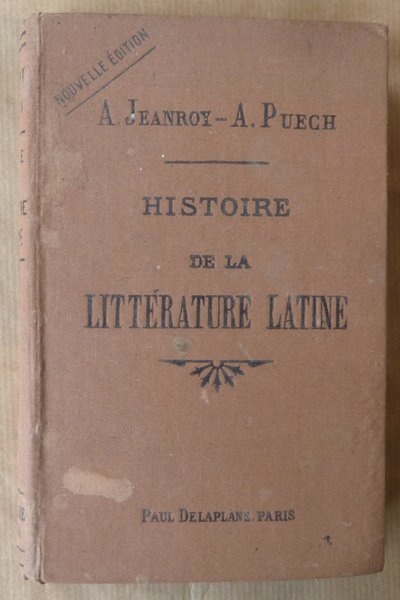 NOUVELLE ÉDITION
A. JEANROY – A. PUECH
HISTOIRE
DE LA
LITTÉRATURE LATINE
PAUL DELAPLANE. PARIS